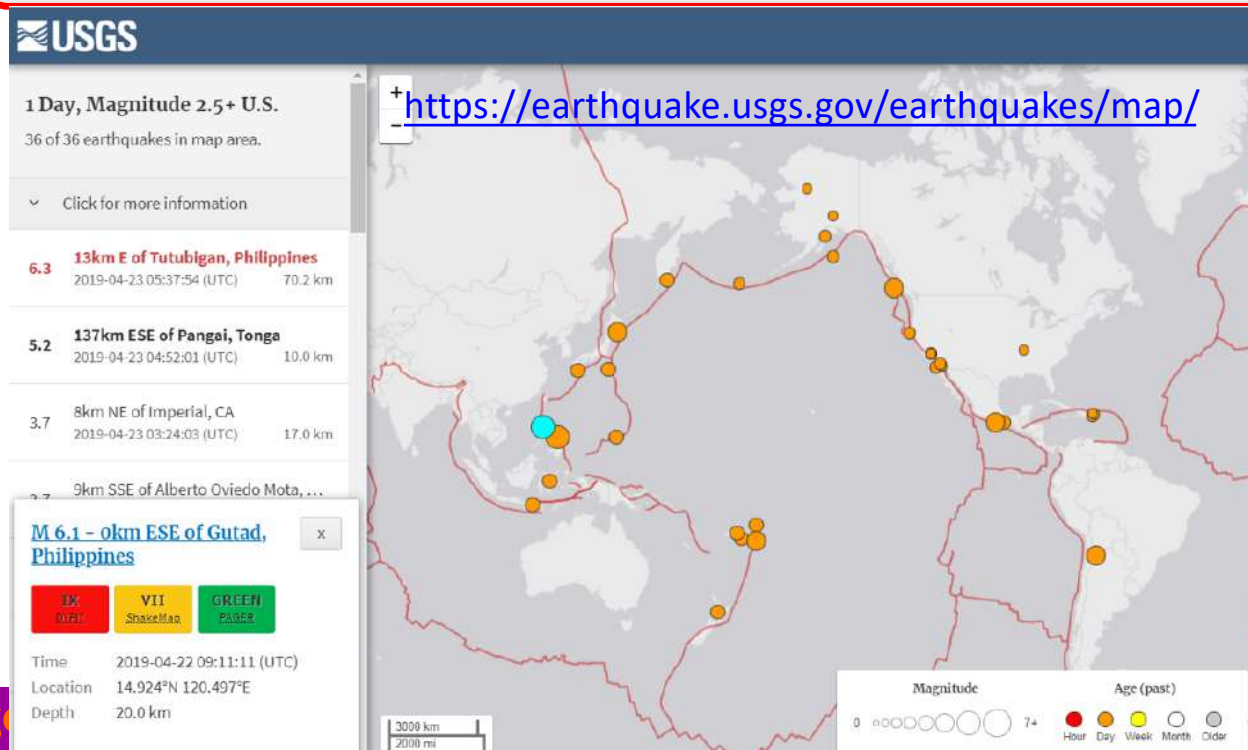 USGS
1 Day, Magnitude 2.5+ U.S.
36 of 36 earthquakes in map area.
Click for more information
6.3 13km E of Tutubigan, Philippines
2019-04-23 05:37:54 (UTC) 70.2 km
5.2 137km ESE of Pangai, Tonga
2019-04-23 04:52:01 (UTC) 10.0 km
3.7 8km NE of Imperial, CA
2019-04-23 03:24:03 (UTC) 17.0 km
9km SSE of Alberto Oviedo Mota, ...
M 6.1 - 0km ESE of Gutad,
Philippines
x
IX VII GREEN
DYFI? ShakeMap PAGER
Time 2019-04-22 09:11:11 (UTC)
Location 14.924°N 120.497°E
Depth 20.0 km
+
−
https://earthquake.usgs.gov/earthquakes/map/
3000 km
2000 mi
Magnitude
0 7+
Age (past)
Hour Day Week Month Older